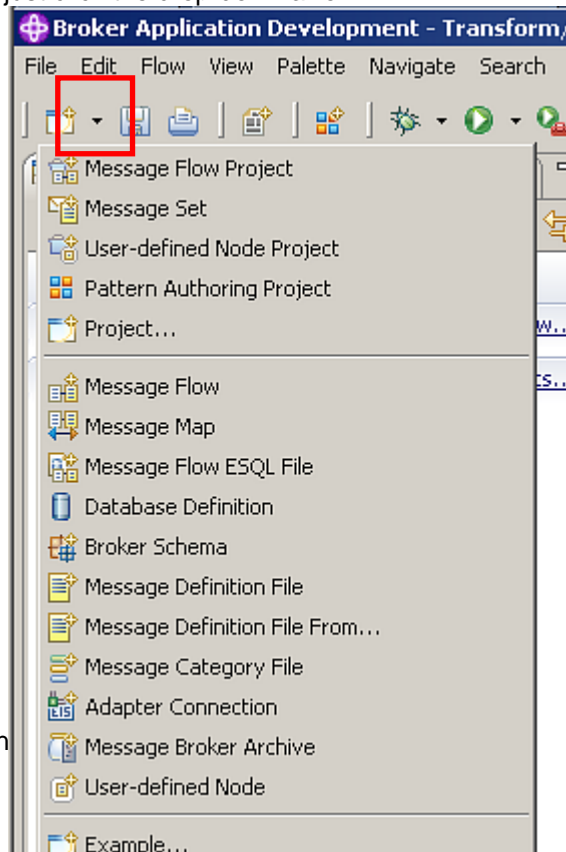 Broker Application Development - Transform/
File Edit Flow View Palette Navigate Search
Message Flow Project
Message Set
User-defined Node Project
Pattern Authoring Project
Project...
w..
ts..
Message Flow
Message Map
Message Flow ESQL File
Database Definition
Broker Schema
Message Definition File
Message Definition File From...
Message Category File
EIS Adapter Connection
Message Broker Archive
User-defined Node
Example...